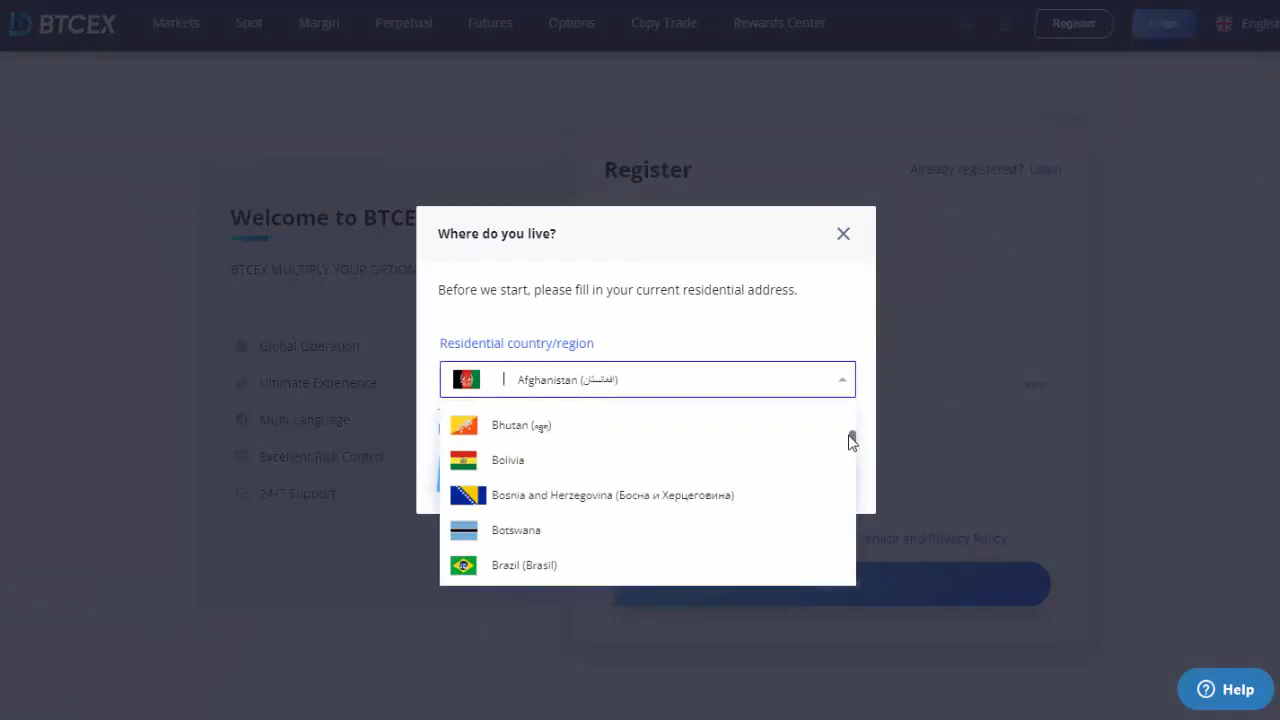 BTCEX
Markets
Spot
Margin
Perpetual
Futures
Options
Copy Trade
Rewards Center
Register
Login
English
Register
Already registered? Login
Welcome to BTCE
BTCEX MULTIPLY YOUR OPTION
Global Operation
Ultimate Experience
Multi-Language
Excellent Risk Control
24/7 Support
Where do you live?
Before we start, please fill in your current residential address.
Residential country/region
Afghanistan (افغانستان)
Bhutan (འབྲུག)
Bolivia
Bosnia and Herzegovina (Босна и Херцеговина)
Botswana
Brazil (Brasil)
and Privacy Policy
Help